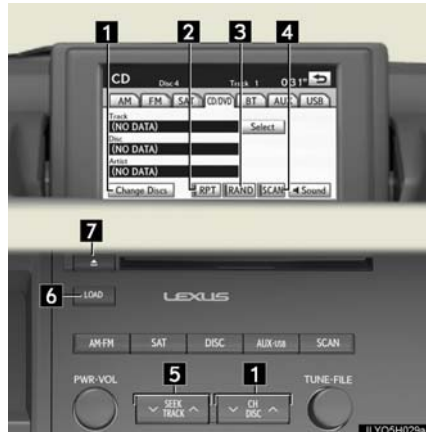 1 2 3 4
CD Disc 4 Track 1 0'31"
AM FM SAT CD/DVD BT AUX USB
Track
(NO DATA) Select
Disc
(NO DATA)
Artist
(NO DATA)
Change Discs RPT RAND SCAN Sound
7
6 LOAD LEXUS
AM·FM SAT DISC AUX·USB SCAN
PWR·VOL 5 1 TUNE·FILE
SEEK TRACK CH DISC
ILYO5H029a